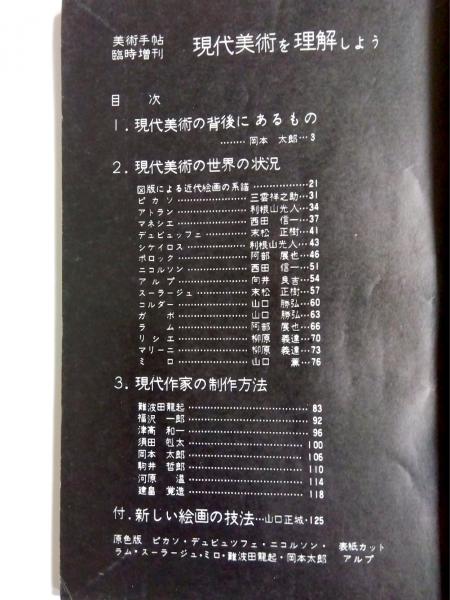 美術手帖
臨時増刊
現代美術を理解しよう
目 次
1. 現代美術の背後にあるもの
………岡本 太郎…3
2. 現代美術の世界の状況
図版による近代絵画の系譜………………21
ピカソ………………三雲祥之助…31
アトラン………………利根山光人…34
マネシエ………………西田 信一…37
デュビュッフェ………………末松 正樹…41
シケイロス………………利根山光人…43
ポロック………………阿部 展也…46
ニコルソン………………西田 信一…51
アルプ………………向井 良吉…54
スーラージュ………………末松 正樹…57
コルダー………………山口 勝弘…60
ガボ………………山口 勝弘…63
ラム………………阿部 展也…66
リシエ………………柳原 義達…70
マリーニ………………柳原 義達…73
ミロ………………山口 薫…76
3. 現代作家の制作方法
難波田龍起………………83
福沢 一郎………………92
津高 和一………………96
須田 剋太………………100
岡本 太郎………………106
駒井 哲郎………………110
河原 温………………114
建畠 覚造………………118
付. 新しい絵画の技法…山口正城・125
原色版 ピカソ・デュビュッフェ・ニコルソン・ 表紙カット
ラム・スーラージュ・ミロ・難波田龍起・岡本太郎 アルプ